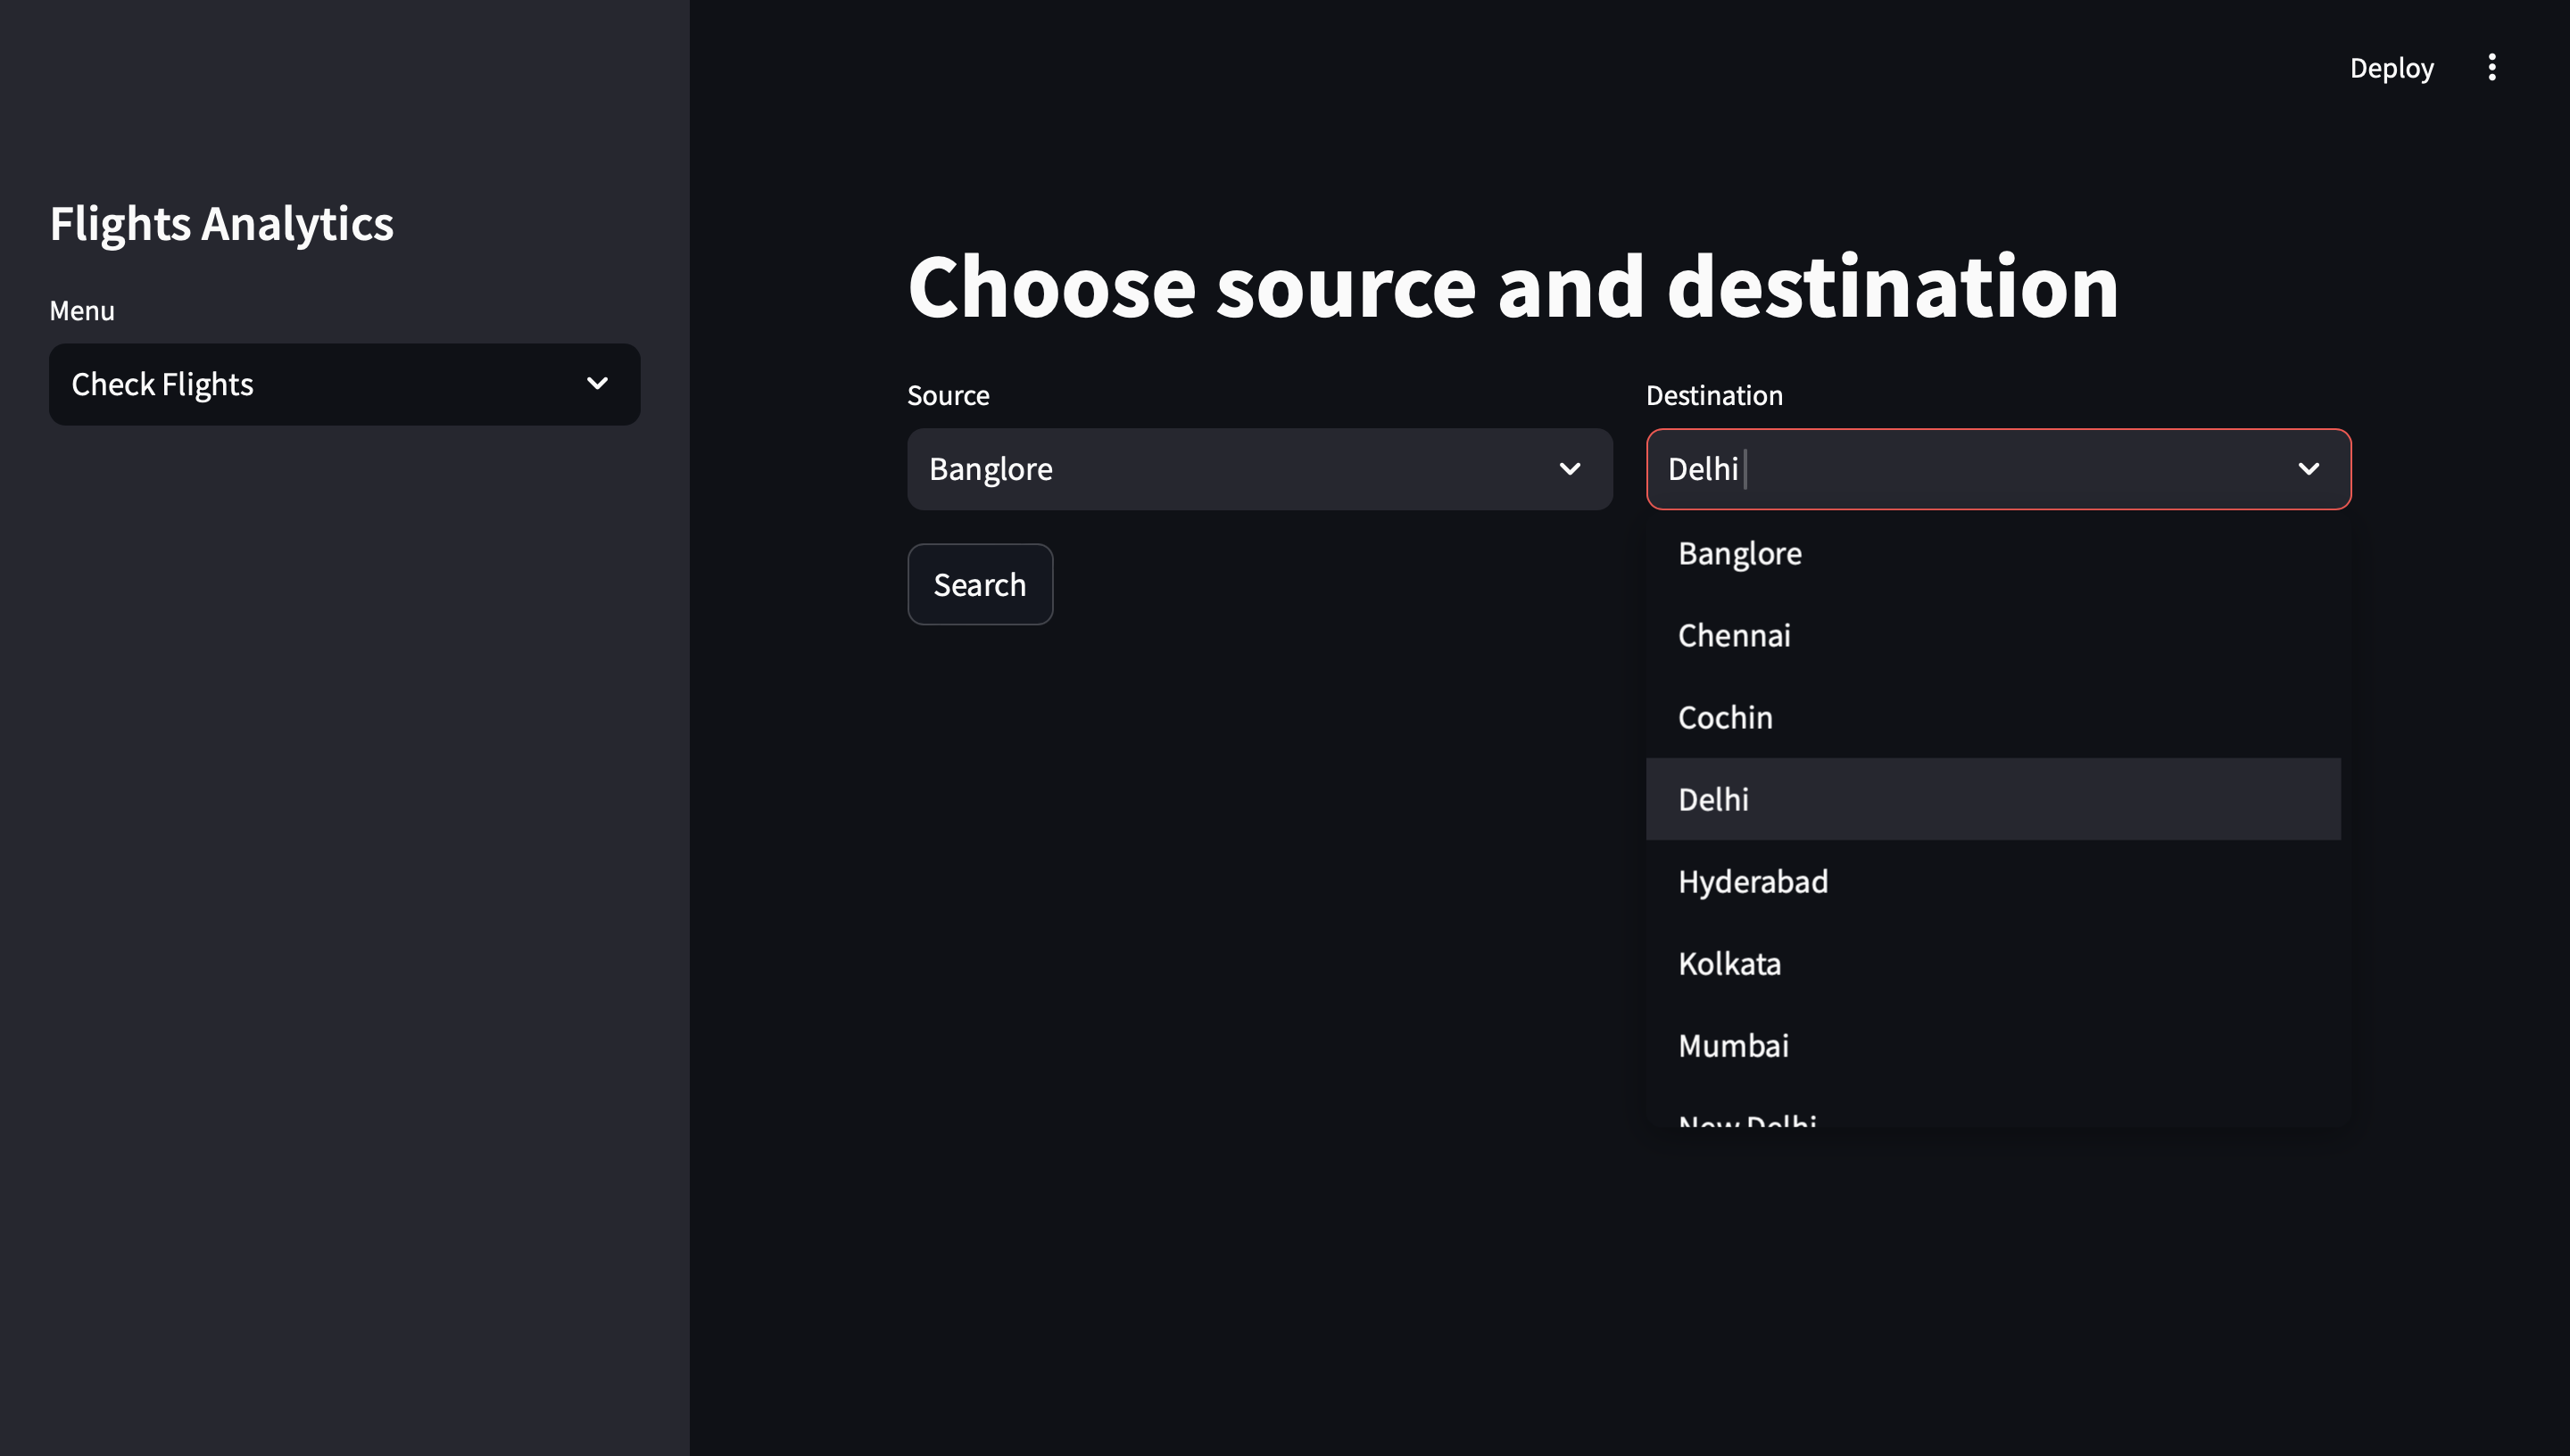 Deploy
Flights Analytics
Menu
Check Flights
Choose source and destination
Source
Banglore
Search
Destination
Delhi
Banglore
Chennai
Cochin
Delhi
Hyderabad
Kolkata
Mumbai
New Delhi